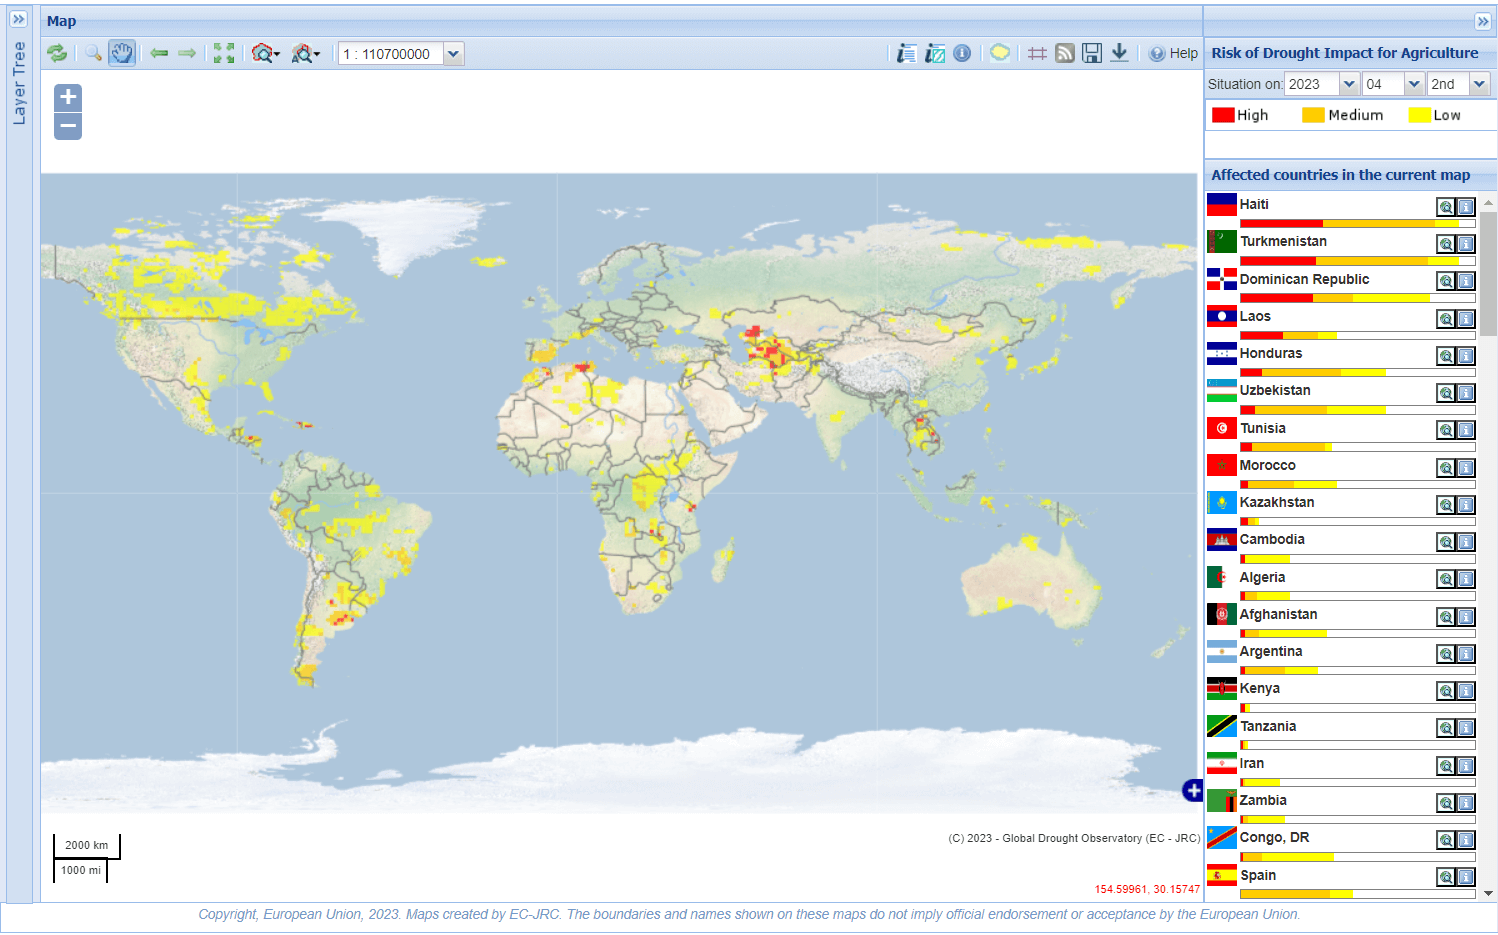 Layer Tree
Map
1 : 110700000
Help
Risk of Drought Impact for Agriculture
Situation on: 2023 04 2nd
High Medium Low
Affected countries in the current map
Haiti
Turkmenistan
Dominican Republic
Laos
Honduras
Uzbekistan
Tunisia
Morocco
Kazakhstan
Cambodia
Algeria
Afghanistan
Argentina
Kenya
Tanzania
Iran
Zambia
Congo, DR
Spain
2000 km
1000 mi
(C) 2023 - Global Drought Observatory (EC - JRC)
154.59961, 30.15747
Copyright, European Union, 2023. Maps created by EC-JRC. The boundaries and names shown on these maps do not imply official endorsement or acceptance by the European Union.